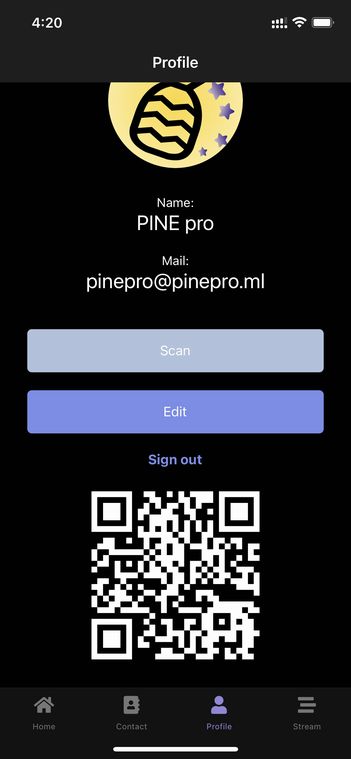 4:20
Profile
Name:
PINE pro
Mail:
pinepro@pinepro.ml
Scan
Edit
Sign out
Home
Contact
Profile
Stream